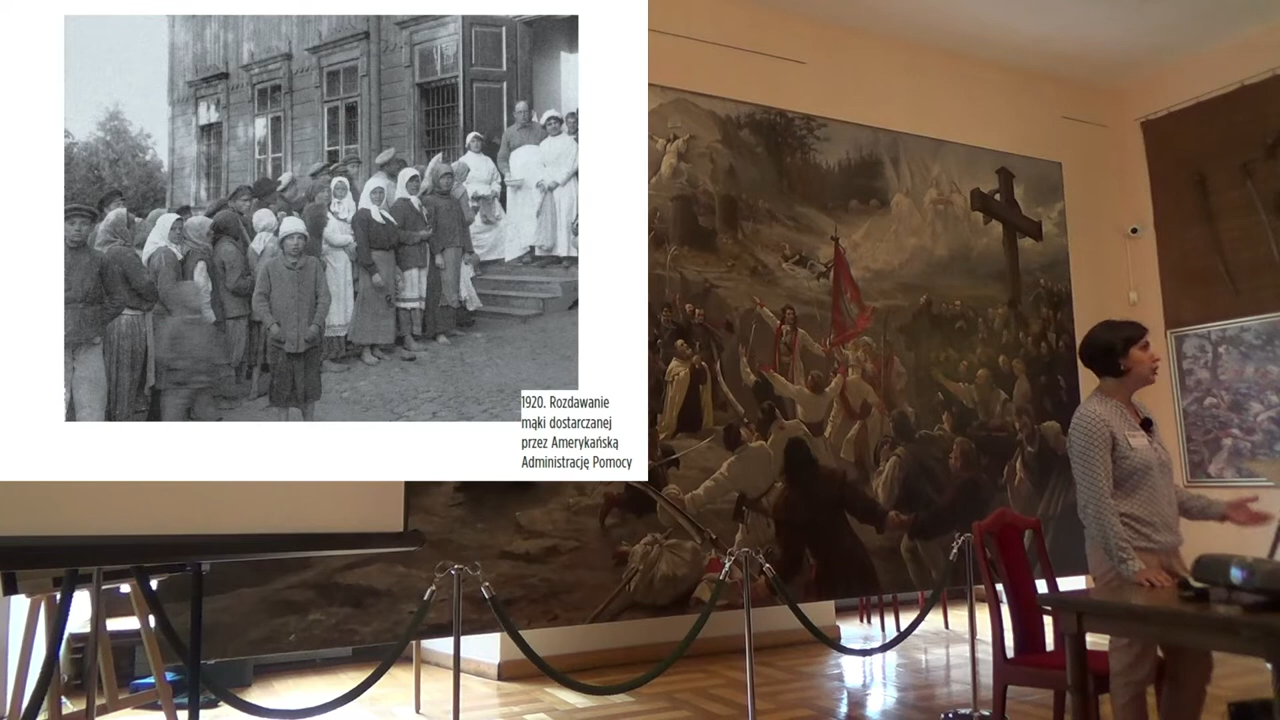 1920. Rozdawanie
mąki dostarczanej
przez Amerykańską
Administrację Pomocy